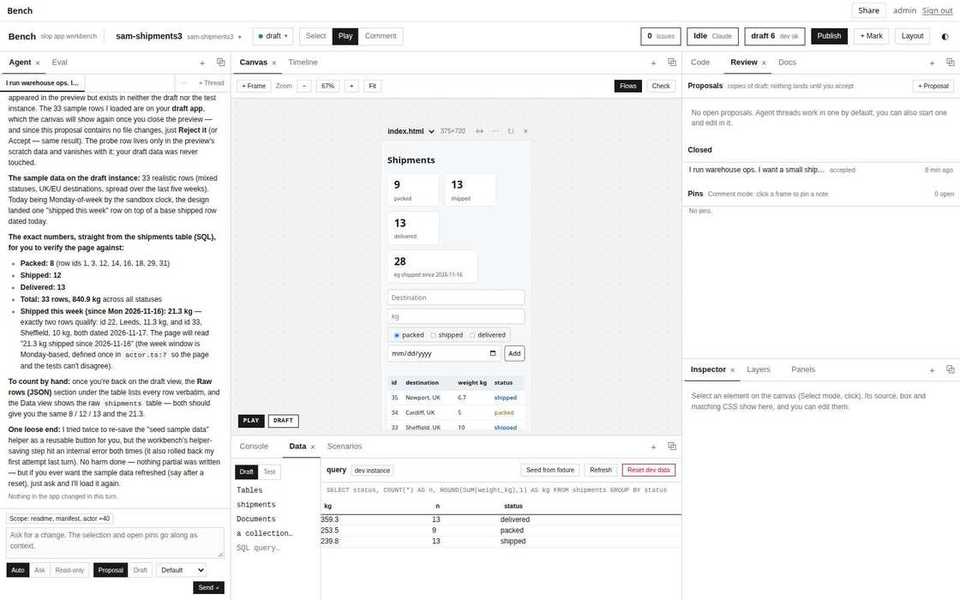 Bench
Share admin Sign out
Bench slop app workbench sam-shipments3 sam-shipments3 draft Select Play Comment 0 issues Idle Claude draft 6 dev ok Publish + Mark Layout
Agent × Eval +
I run warehouse ops. I... ... + Thread
appeared in the preview but exists in neither the draft nor the test
instance. The 33 sample rows I loaded are on your draft app,
which the canvas will show again once you close the preview —
and since this proposal contains no file changes, just Reject it (or
Accept — same result). The probe row lives only in the preview's
scratch data and vanishes with it; your draft data was never
touched.
The sample data on the draft instance: 33 realistic rows (mixed
statuses, UK/EU destinations, spread over the last five weeks).
Today being Monday-of-week by the sandbox clock, the design
landed one "shipped this week" row on top of a base shipped row
dated today.
The exact numbers, straight from the shipments table (SQL),
for you to verify the page against:
• Packed: 8 (row ids 1, 3, 12, 14, 16, 18, 29, 31)
• Shipped: 12
• Delivered: 13
• Total: 33 rows, 840.9 kg across all statuses
• Shipped this week (since Mon 2026-11-16): 21.3 kg —
exactly two rows qualify: id 22, Leeds, 11.3 kg, and id 33,
Sheffield, 10 kg, both dated 2026-11-17. The page will read
"21.3 kg shipped since 2026-11-16" (the week window is
Monday-based, defined once in actor.ts:7 so the page
and the tests can't disagree).
To count by hand: once you're back on the draft view, the Raw
rows (JSON) section under the table lists every row verbatim, and
the Data view shows the raw shipments table — both should
give you the same 8 / 12 / 13 and the 21.3.
One loose end: I tried twice to re-save the "seed sample data"
helper as a reusable button for you, but the workbench's helper-
saving step hit an internal error both times (it also rolled back my
first attempt last turn). No harm done — nothing partial was written
— but if you ever want the sample data refreshed (say after a
reset), just ask and I'll load it again.
Nothing in the app changed in this turn.
Scope: readme, manifest, actor +40
Ask for a change. The selection and open pins go along as
context.
Auto Ask Read-only Proposal Draft Default
Send
Canvas × Timeline +
+ Frame Zoom − 67% + Fit Flows Check
index.html 375×720 ⋯ ×
Shipments
9
packed
13
shipped
13
delivered
28
kg shipped since 2026-11-16
Destination
kg
packed shipped delivered
mm/dd/yyyy Add
id destination weight kg status
35 Newport, UK 6.7 shipped
34 Cardiff, UK 5 packed
33 Sheffield, UK 10 shipped
PLAY DRAFT
Console Data × Scenarios +
Draft Test
Tables
shipments
Documents
a collection…
SQL query…
query dev instance Seed from fixture Refresh Reset dev data
SELECT status, COUNT(*) AS n, ROUND(SUM(weight_kg),1) AS kg FROM shipments GROUP BY status
kg n status
359.3 13 delivered
253.5 9 packed
239.8 13 shipped
Code Review × Docs +
Proposals copies of draft: nothing lands until you accept + Proposal
No open proposals. Agent threads work in one by default, you can also start one
and edit in it.
Closed
I run warehouse ops. I want a small ship... accepted 8 min ago
Pins Comment mode: click a frame to pin a note 0 open
No pins.
Inspector × Layers Panels +
Select an element on the canvas (Select mode, click). Its source, box and
matching CSS show here, and you can edit them.